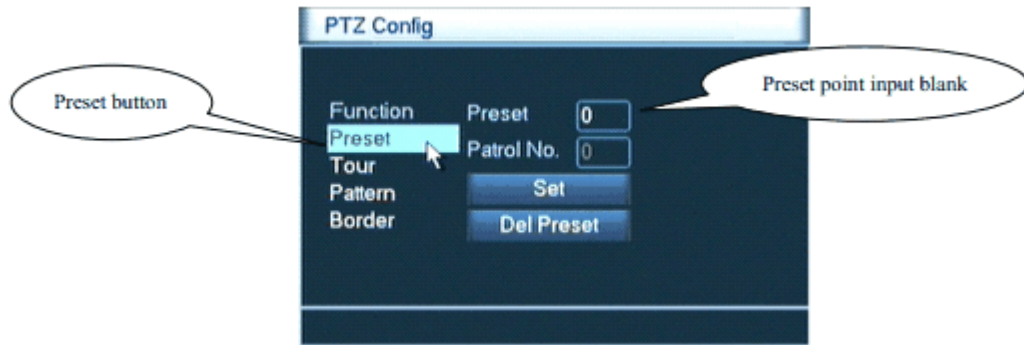 PTZ Config
Preset button
Preset point input blank
Function
Preset
Tour
Pattern
Border
Preset 0
Patrol No. 0
Set
Del Preset